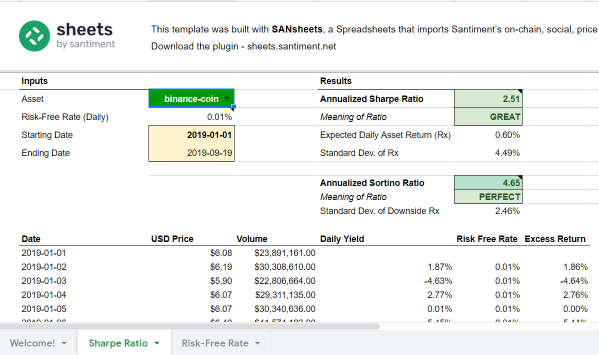 sheets
by santiment
This template was built with SANsheets, a Spreadsheets that imports Santiment's on-chain, social, price
Download the plugin - sheets.santiment.net
Inputs Results
Asset binance-coin Annualized Sharpe Ratio 2.51
Risk-Free Rate (Daily) 0.01% Meaning of Ratio GREAT
Starting Date 2019-01-01 Expected Daily Asset Return (Rx) 0.60%
Ending Date 2019-09-19 Standard Dev. of Rx 4.49%
Annualized Sortino Ratio 4.65
Meaning of Ratio PERFECT
Standard Dev. of Downside Rx 2.46%
Date USD Price Volume Daily Yield Risk Free Rate Excess Return
2019-01-01 $6.08 $23,891,161.00
2019-01-02 $6.19 $30,308,610.00 1.87% 0.01% 1.86%
2019-01-03 $5.90 $22,806,664.00 -4.63% 0.01% -4.64%
2019-01-04 $6.07 $29,311,135.00 2.77% 0.01% 2.76%
2019-01-05 $6.07 $30,340,636.00 0.01% 0.01% 0.00%
Welcome! Sharpe Ratio Risk-Free Rate